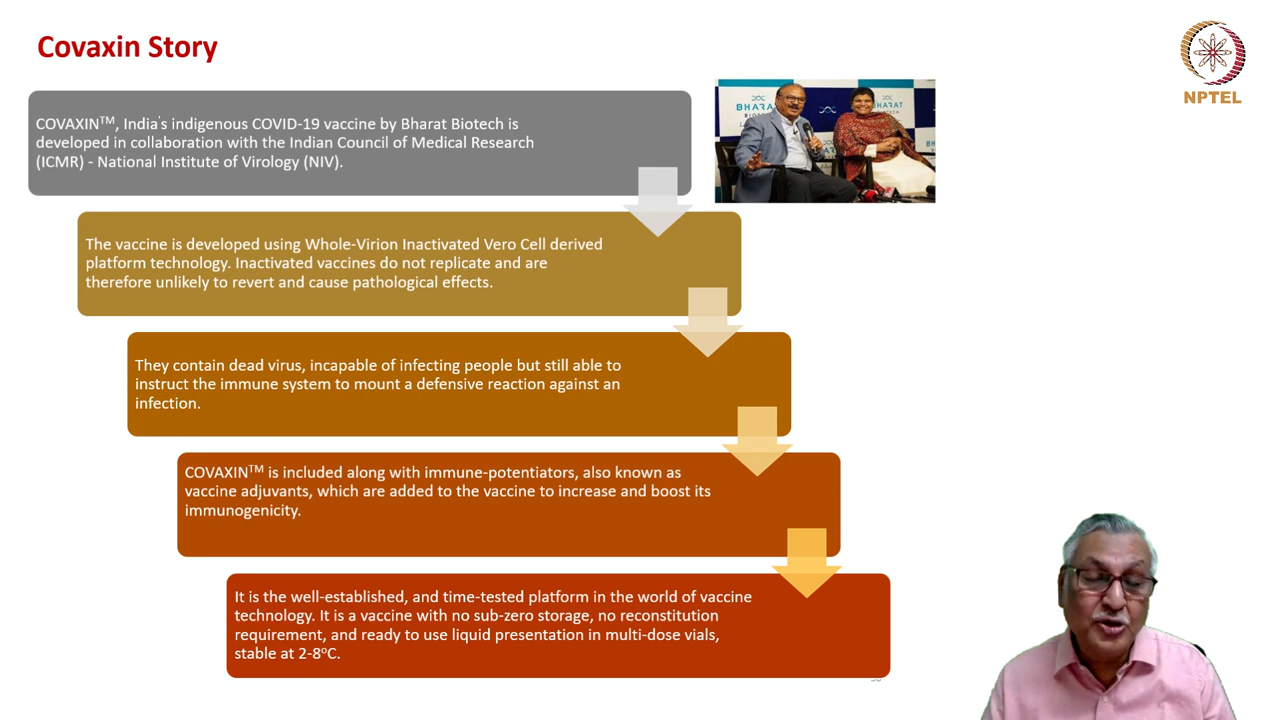 Covaxin Story
NPTEL
BHARAT
BHARAT
COVAXIN™, India's indigenous COVID-19 vaccine by Bharat Biotech is
developed in collaboration with the Indian Council of Medical Research
(ICMR) - National Institute of Virology (NIV).
The vaccine is developed using Whole-Virion Inactivated Vero Cell derived
platform technology. Inactivated vaccines do not replicate and are
therefore unlikely to revert and cause pathological effects.
They contain dead virus, incapable of infecting people but still able to
instruct the immune system to mount a defensive reaction against an
infection.
COVAXIN™ is included along with immune-potentiators, also known as
vaccine adjuvants, which are added to the vaccine to increase and boost its
immunogenicity.
It is the well-established, and time-tested platform in the world of vaccine
technology. It is a vaccine with no sub-zero storage, no reconstitution
requirement, and ready to use liquid presentation in multi-dose vials,
stable at 2-8°C.